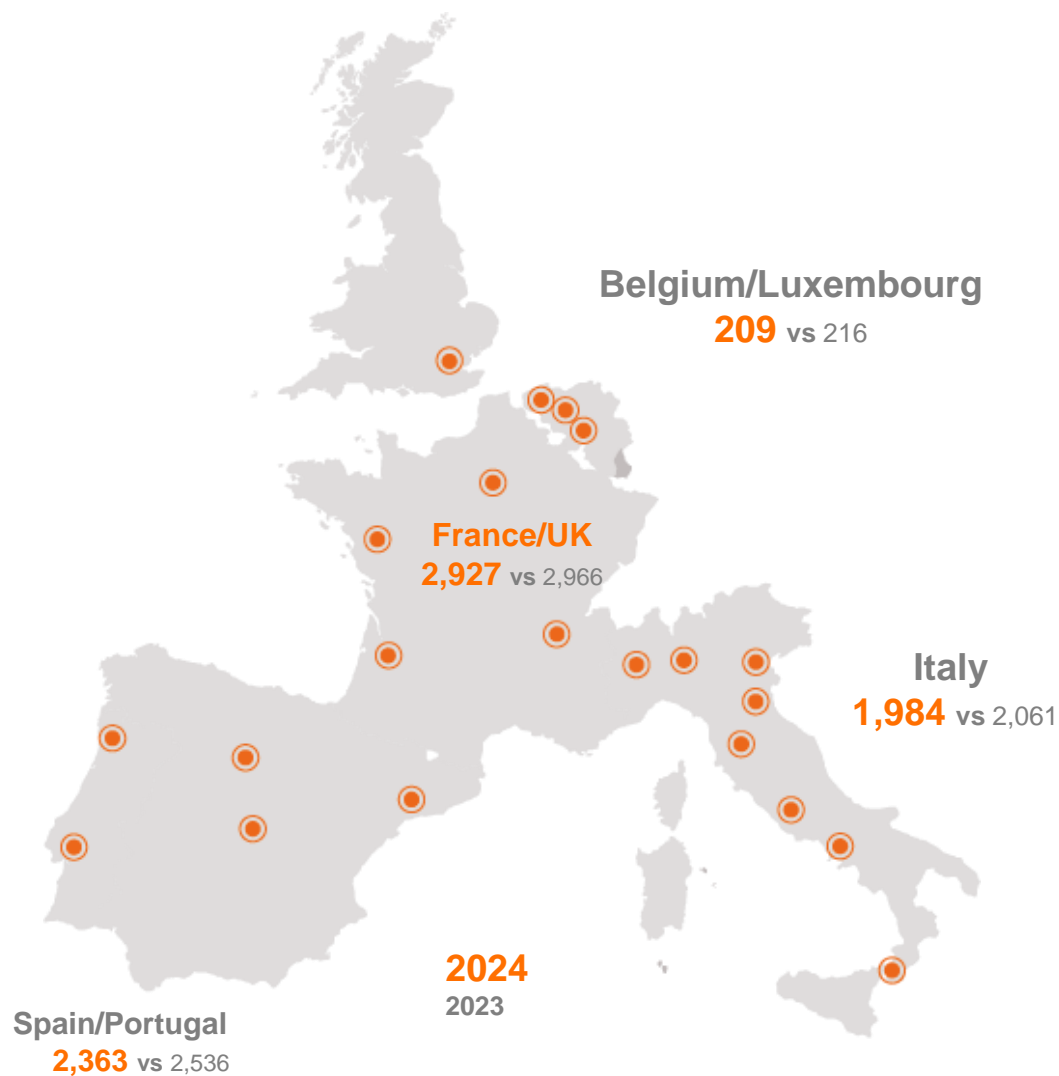 Belgium/Luxembourg
209 vs 216
France/UK
2,927 vs 2,966
Italy
1,984 vs 2,061
2024
2023
Spain/Portugal
2,363 vs 2,536